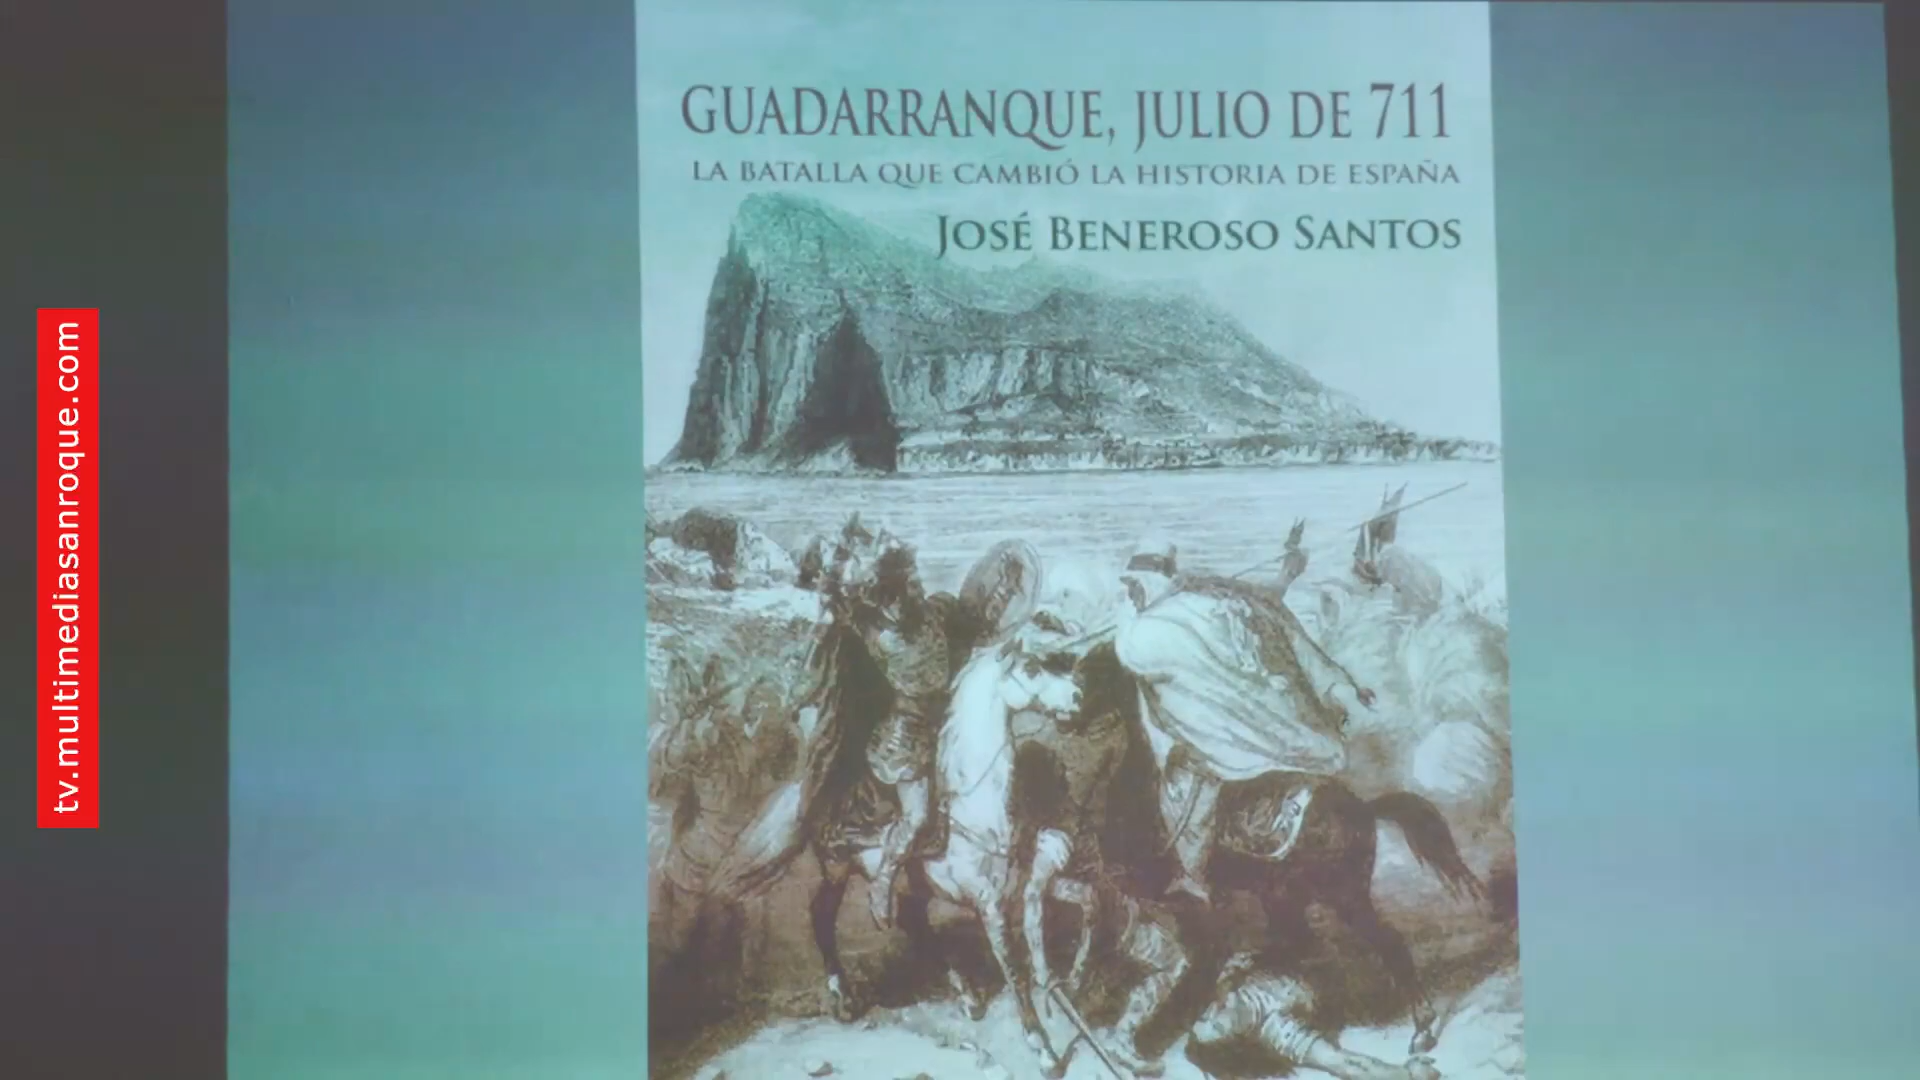 GUADARRANQUE, JULIO DE 711
LA BATALLA QUE CAMBIÓ LA HISTORIA DE ESPAÑA
JOSÉ BENEROSO SANTOS
tv.multimediasanroque.com